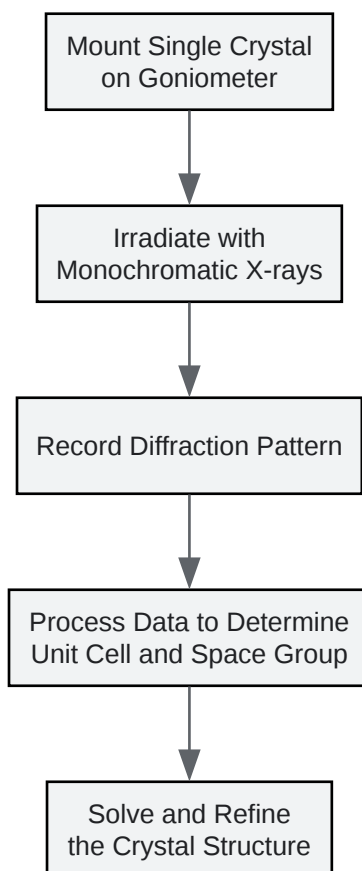 Mount Single Crystal
on Goniometer
Irradiate with
Monochromatic X-rays
Record Diffraction Pattern
Process Data to Determine
Unit Cell and Space Group
Solve and Refine
the Crystal Structure